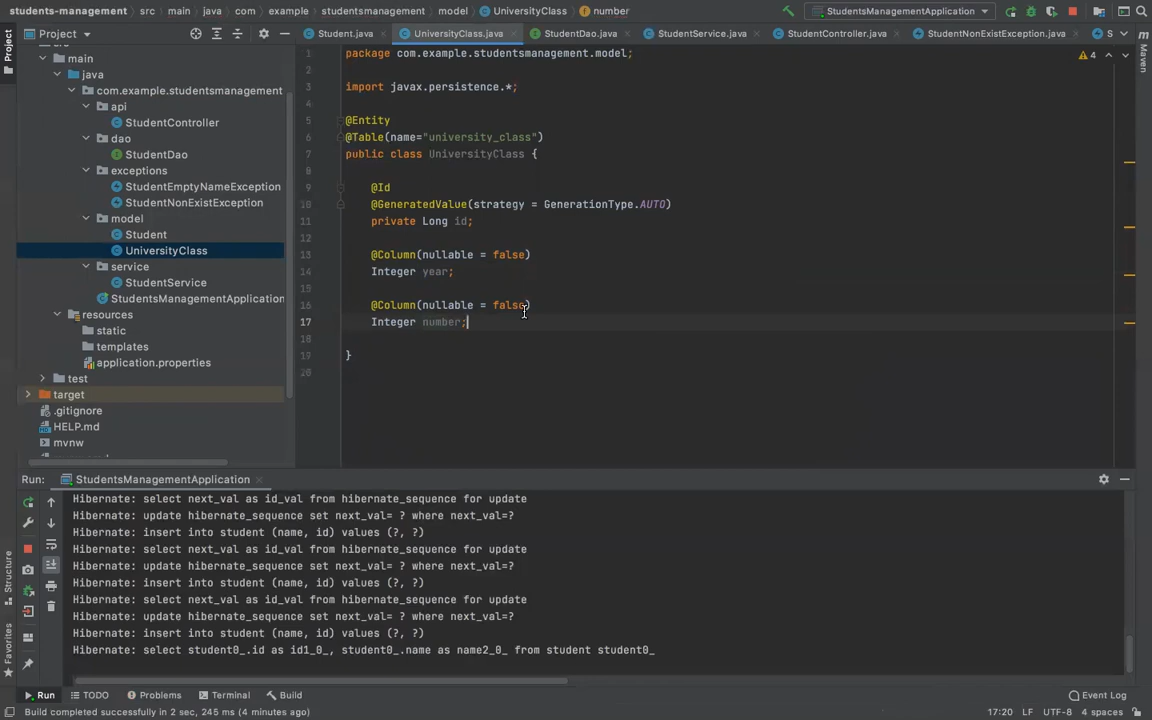 students-management › src › main › java › com › example › studentsmanagement › model › UniversityClass › number
StudentsManagementApplication
Project
Student.java
UniversityClass.java
StudentDao.java
StudentService.java
StudentController.java
StudentNonExistException.java
S
Project
Maven
main
java
com.example.studentsmanagement
api
StudentController
dao
StudentDao
exceptions
StudentEmptyNameException
StudentNonExistException
model
Student
UniversityClass
service
StudentService
StudentsManagementApplication
resources
static
templates
application.properties
test
target
.gitignore
HELP.md
mvnw
4
1 package com.example.studentsmanagement.model;
2
3 import javax.persistence.*;
4
5 @Entity
6 @Table(name="university_class")
7 public class UniversityClass {
8
9 @Id
10 @GeneratedValue(strategy = GenerationType.AUTO)
11 private Long id;
12
13 @Column(nullable = false)
14 Integer year;
15
16 @Column(nullable = false)
17 Integer number;
18
19 }
20
Run: StudentsManagementApplication
Hibernate: select next_val as id_val from hibernate_sequence for update
Hibernate: update hibernate_sequence set next_val= ? where next_val=?
Hibernate: insert into student (name, id) values (?, ?)
Hibernate: select next_val as id_val from hibernate_sequence for update
Hibernate: update hibernate_sequence set next_val= ? where next_val=?
Hibernate: insert into student (name, id) values (?, ?)
Hibernate: select next_val as id_val from hibernate_sequence for update
Hibernate: update hibernate_sequence set next_val= ? where next_val=?
Hibernate: insert into student (name, id) values (?, ?)
Hibernate: select student0_.id as id1_0_, student0_.name as name2_0_ from student student0_
Structure
Favorites
Run TODO Problems Terminal Build Event Log
Build completed successfully in 2 sec, 245 ms (4 minutes ago) 17:20 LF UTF-8 4 spaces